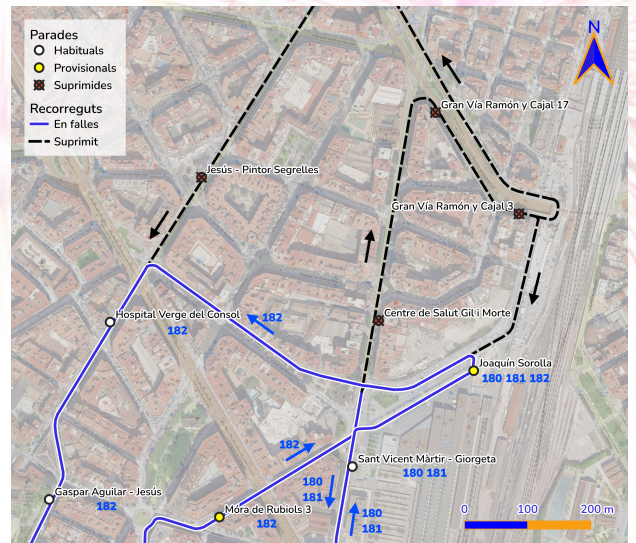 Parades
Habituals
Provisionals
Suprimides
Recorreguts
En falles
Suprimit
N
Gran Vía Ramón y Cajal 17
Jesús - Pintor Segrelles
Gran Vía Ramón y Cajal 3
Hospital Verge del Consol
182
182
Centre de Salut Gil i Morte
Joaquín Sorolla
180 181 182
182
Sant Vicent Màrtir - Giorgeta
180 181
180
181
Gaspar Aguilar - Jesús
182
Móra de Rubiols 3
182
180
181
0 100 200 m